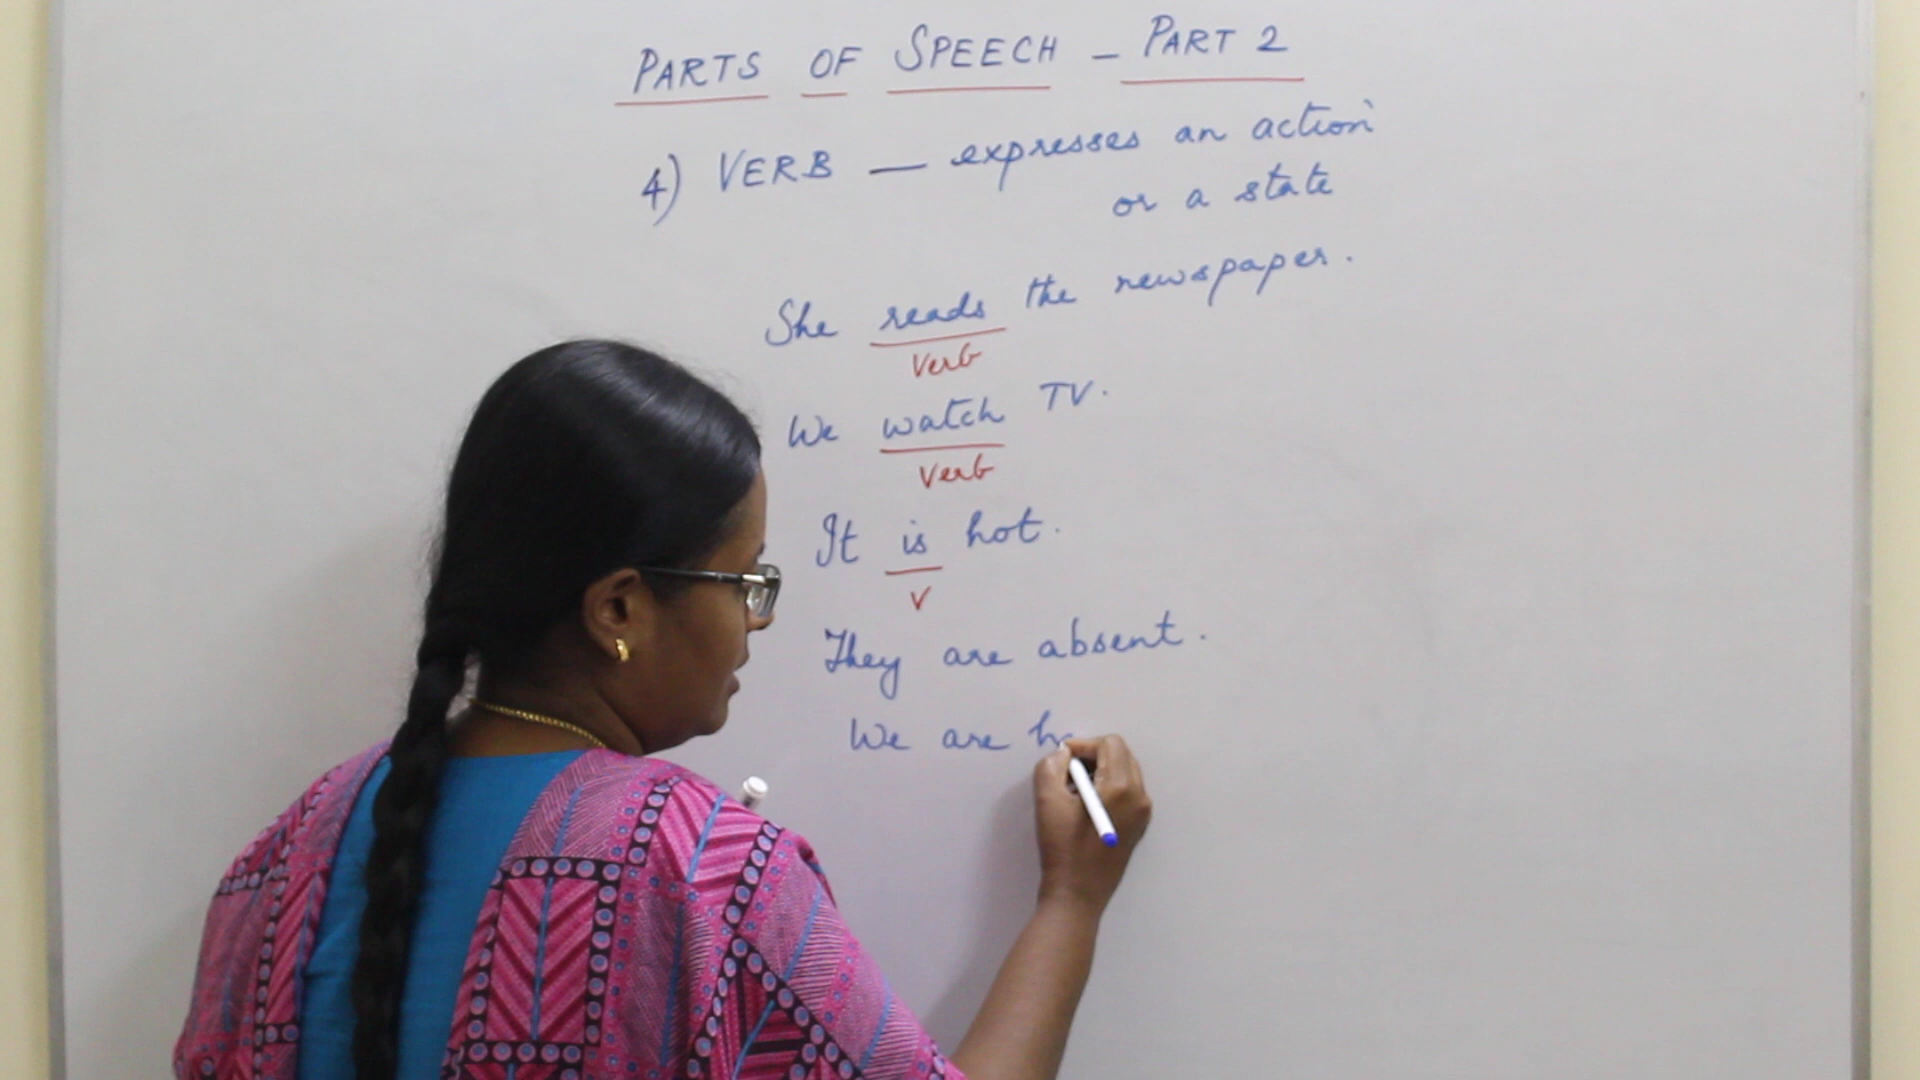 PARTS OF SPEECH - PART 2
4) VERB — expresses an action
or a state
She reads the newspaper.
verb
We watch TV.
verb
It is hot.
v
They are absent.
We are